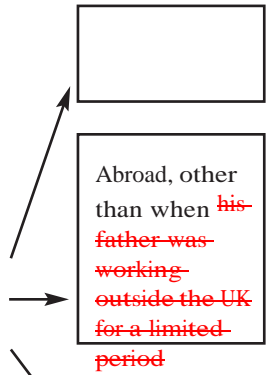 Abroad, other
than when his
father was
working
outside the UK
for a limited
period